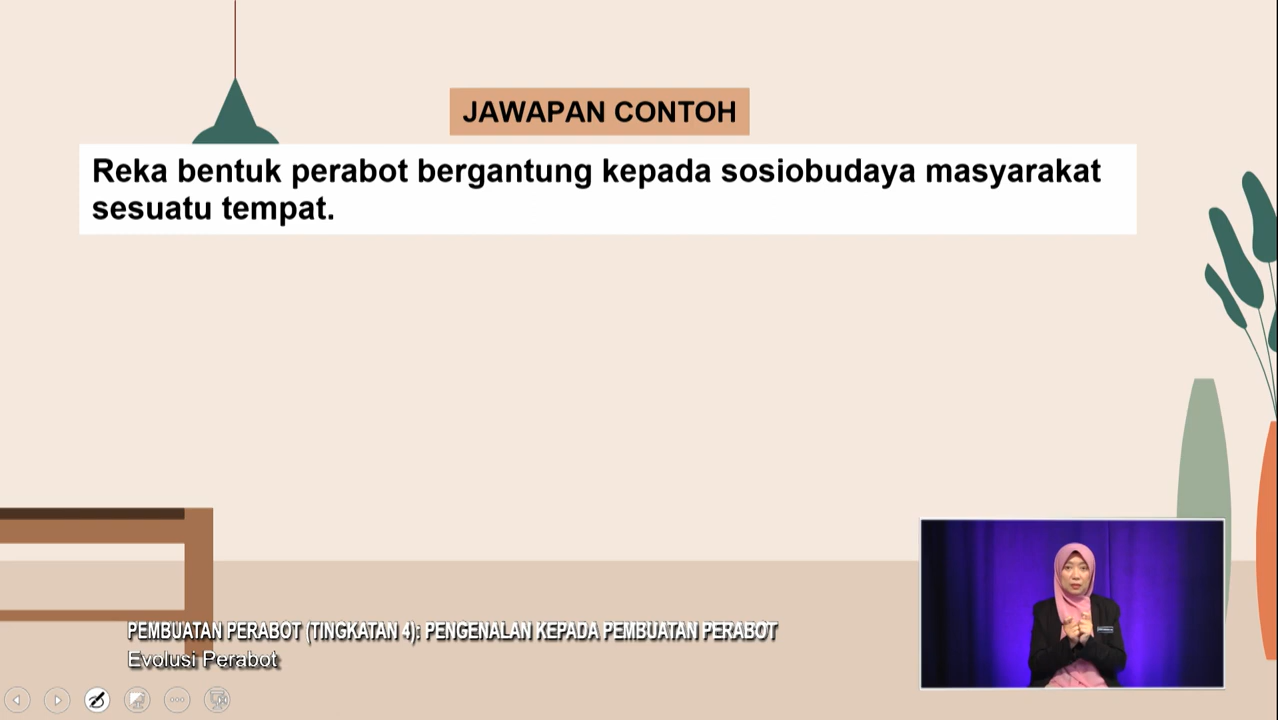 JAWAPAN CONTOH
Reka bentuk perabot bergantung kepada sosiobudaya masyarakat
sesuatu tempat.
PEMBUATAN PERABOT (TINGKATAN 4): PENGENALAN KEPADA PEMBUATAN PERABOT
Evolusi Perabot